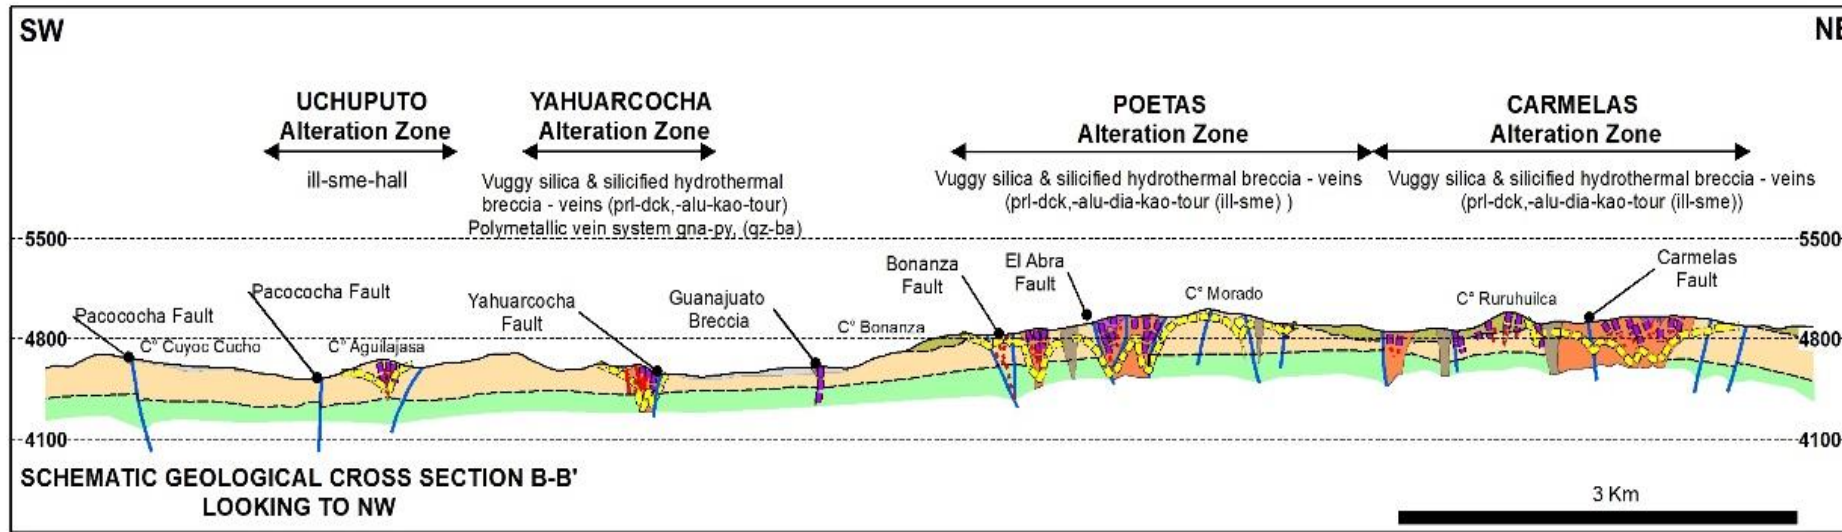 SW
NE
UCHUPUTO
Alteration Zone
ill-sme-hall
YAHUARCOCHA
Alteration Zone
Vuggy silica & silicified hydrothermal
breccia - veins (prl-dck,-alu-kao-tour)
Polymetallic vein system gna-py, (qz-ba)
POETAS
Alteration Zone
Vuggy silica & silicified hydrothermal breccia - veins
(prl-dck,-alu-dia-kao-tour (ill-sme) )
CARMELAS
Alteration Zone
Vuggy silica & silicified hydrothermal breccia - veins
(prl-dck,-alu-dia-kao-tour (ill-sme))
5500
5500
Pacococha Fault
C° Cuyoc Cucho
Pacococha Fault
C° Aguilajasa
Yahuarcocha
Fault
Guanajuato
Breccia
C° Bonanza
Bonanza
Fault
El Abra
Fault
C° Morado
C° Ruruhuilca
Carmelas
Fault
4800
4800
4100
4100
SCHEMATIC GEOLOGICAL CROSS SECTION B-B'
LOOKING TO NW
3 Km